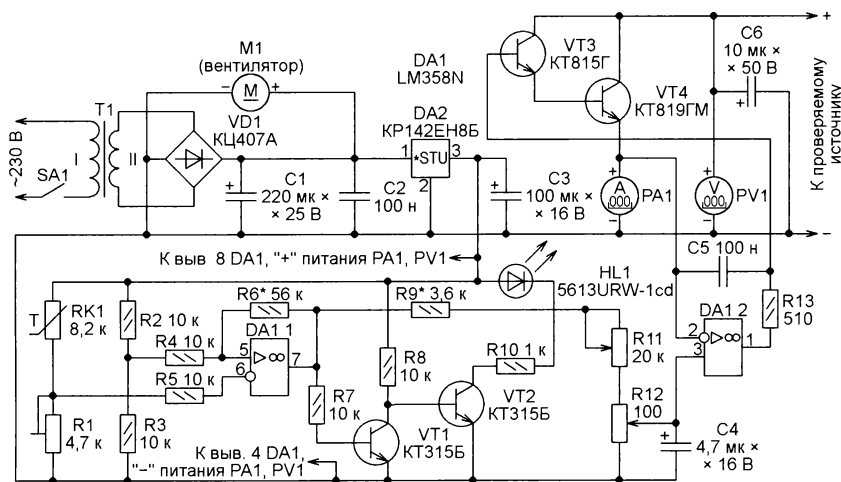 M1
(вентилятор)
− M +
T1
~230 В
SA1
I
II
VD1
КЦ407А
DA1
LM358N
DA2
КР142ЕН8Б
1 *STU 3
2
+ C1
220 мк ×
× 25 В
C2
100 н
+ C3
100 мк ×
× 16 В
VT3
КТ815Г
VT4
КТ819ГМ
C6
10 мк ×
× 50 В
+
+
К проверяемому
источнику
−
+
A
000
−
PA1
+
V
000
−
PV1
К выв 8 DA1, "+" питания PA1, PV1
C5 100 н
HL1
5613URW-1cd
T
RK1
8,2 к
R2 10 к
R6* 56 к
R9* 3,6 к
R4 10 к
DA1 1
5
▷∞
6
7
R5 10 к
R8
10 к
R10 1 к
R11
20 к
DA1 2
2
3
▷∞
1
R13
510
R7
10 к
VT2
КТ315Б
R12
100
R1
4,7 к
R3
10 к
VT1
КТ315Б
К выв. 4 DA1,
"−" питания PA1, PV1
+
C4
4,7 мк ×
× 16 В